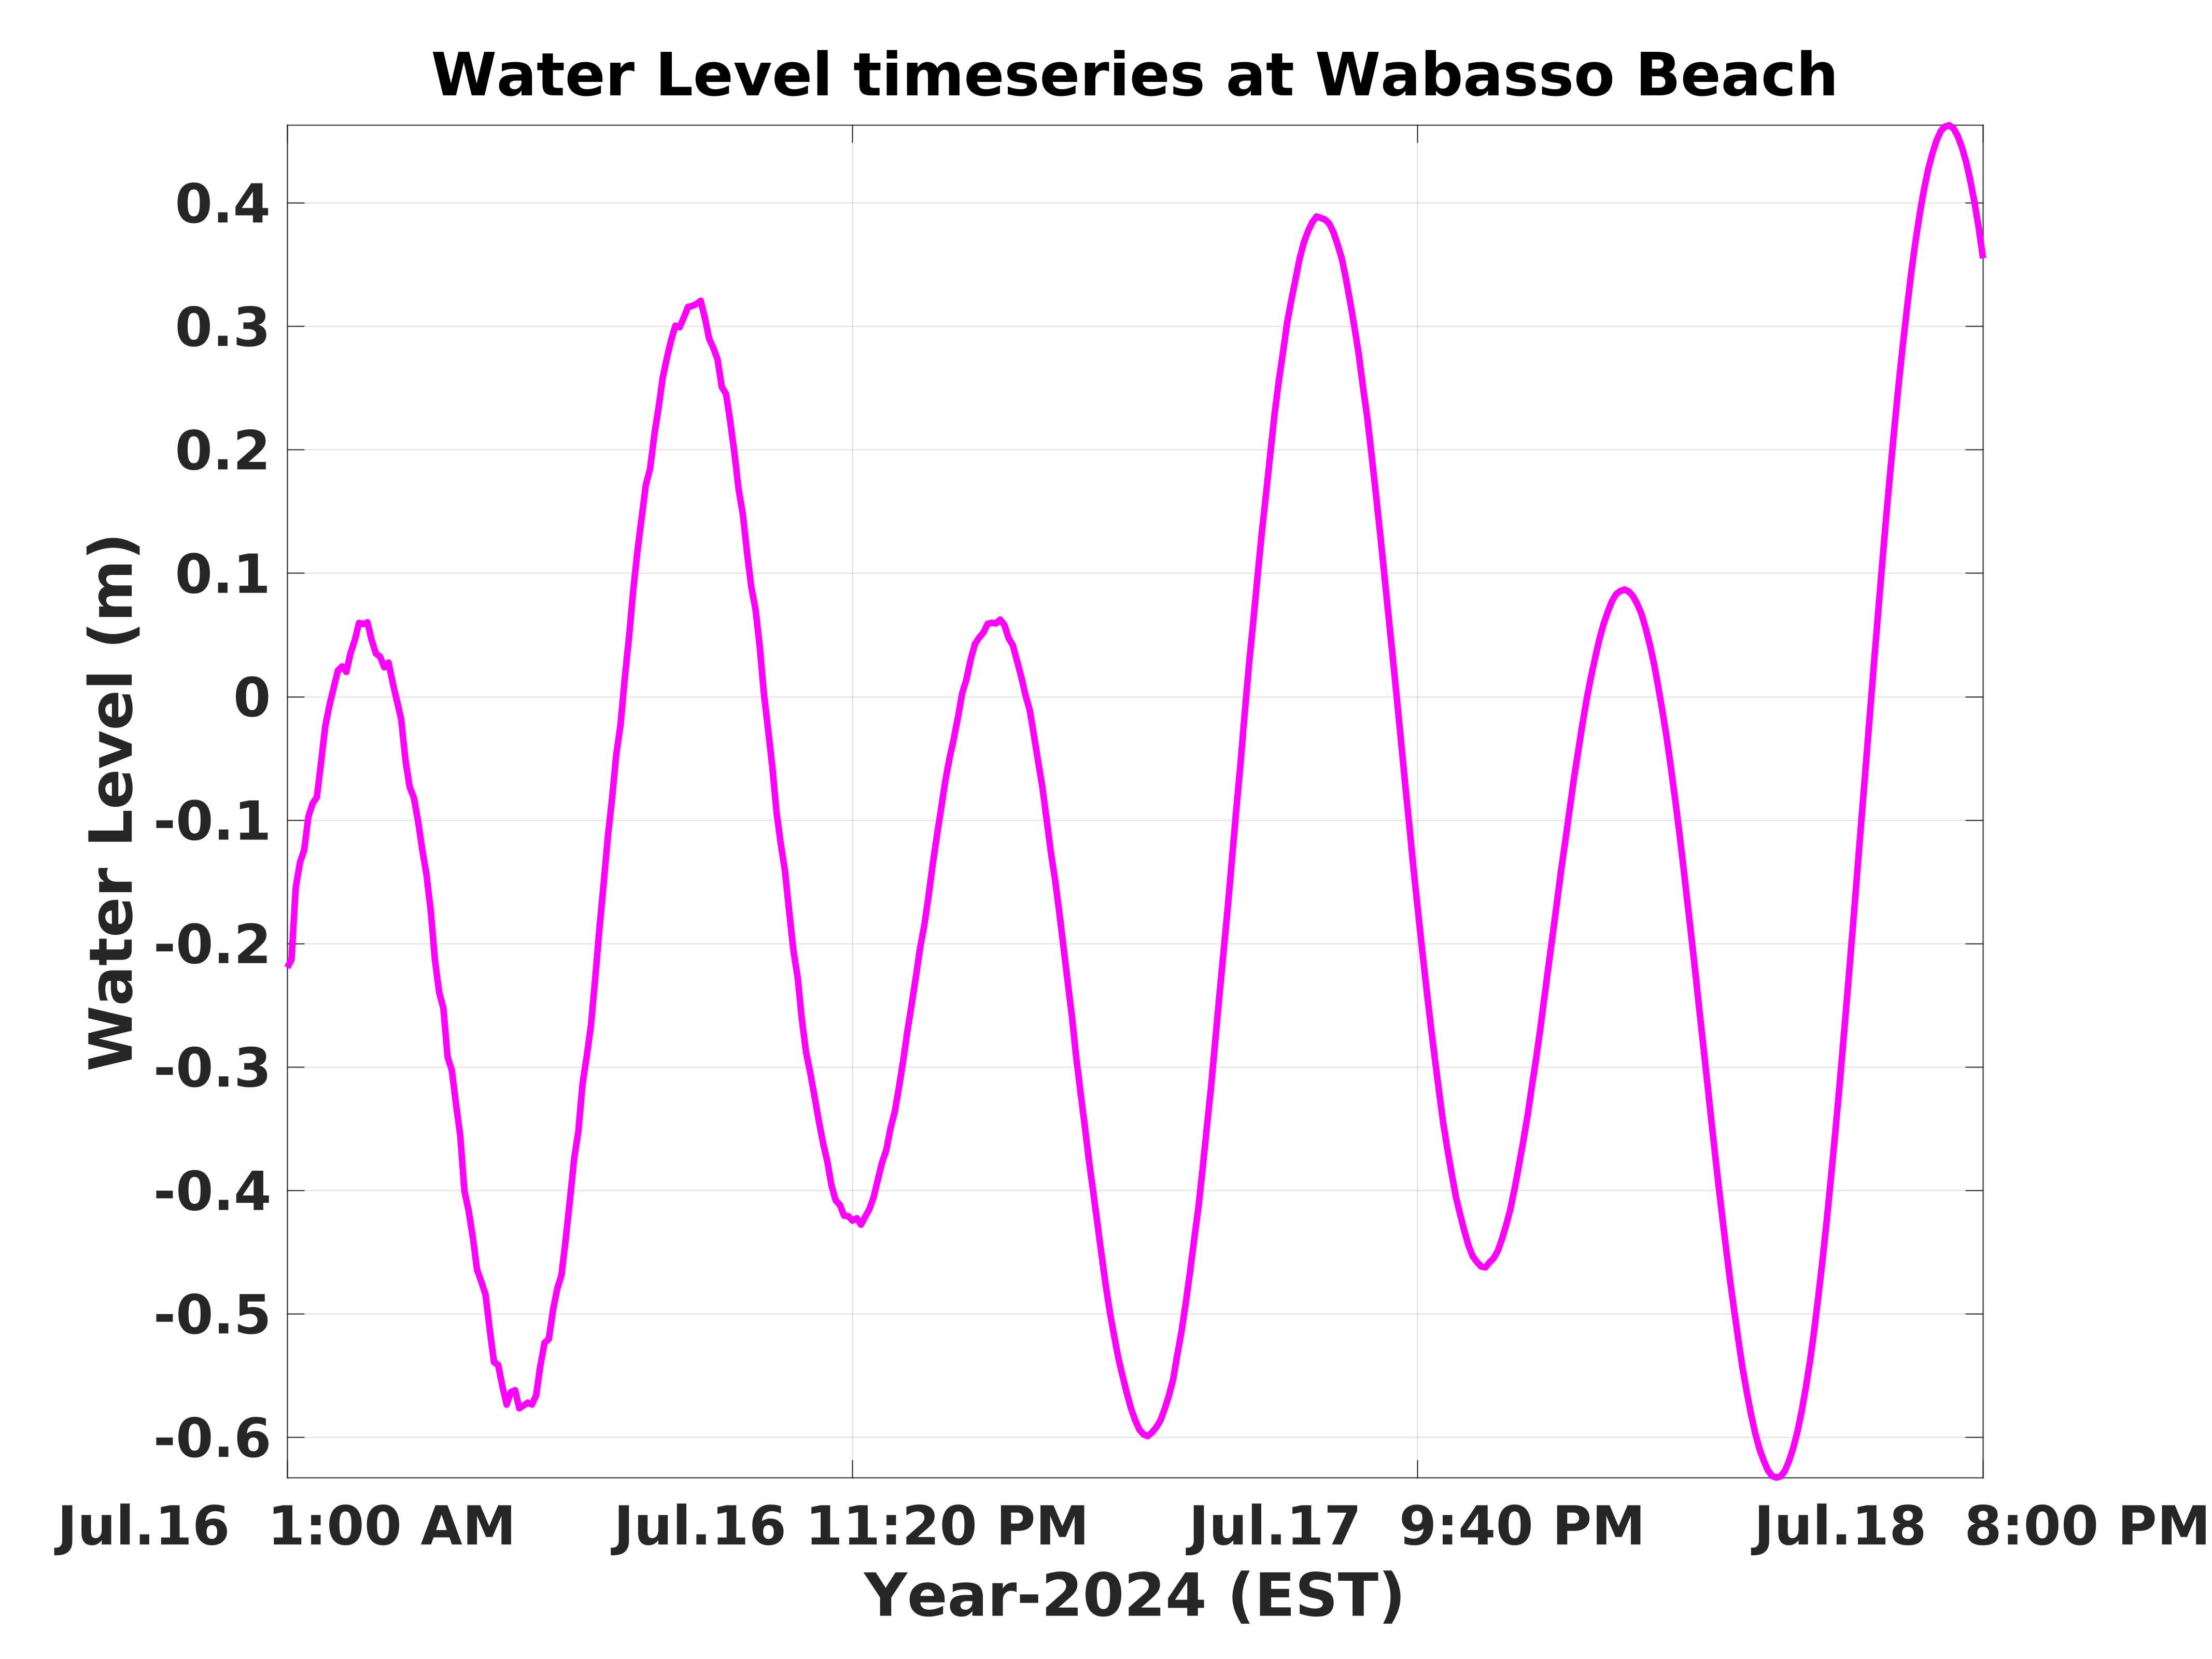 Water Level timeseries at Wabasso Beach
Water Level (m)
0.4
0.3
0.2
0.1
0
-0.1
-0.2
-0.3
-0.4
-0.5
-0.6
Jul.16 1:00 AM Jul.16 11:20 PM Jul.17 9:40 PM Jul.18 8:00 PM
Year-2024 (EST)